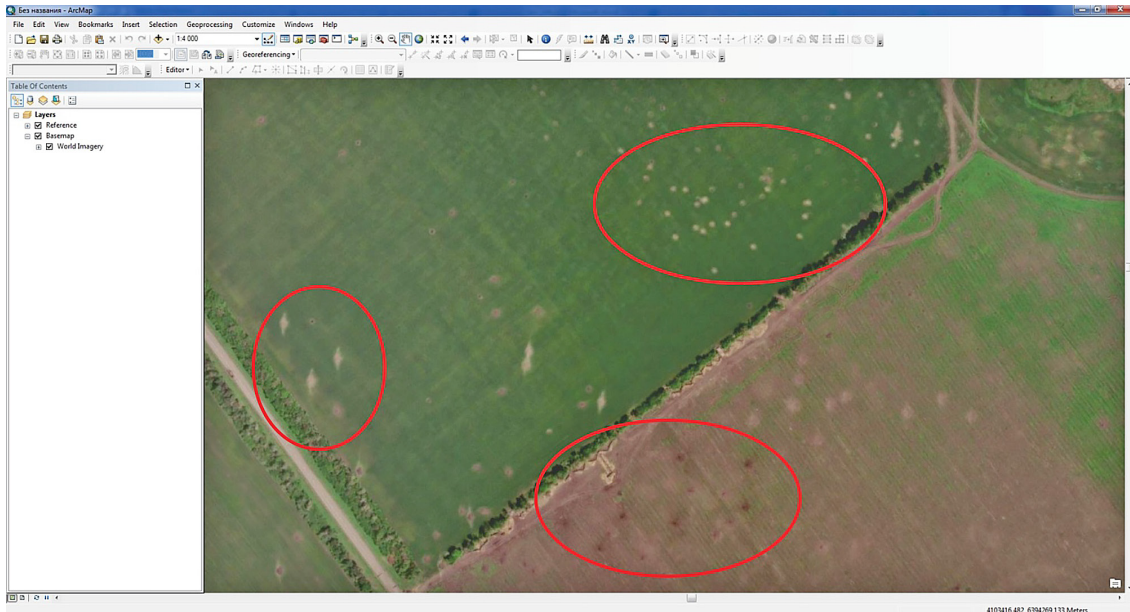 Без названия - ArcMap
File Edit View Bookmarks Insert Selection Geoprocessing Customize Windows Help
1:4 000
Georeferencing
Editor
Table Of Contents
Layers
Reference
Basemap
World Imagery
4103416,482 6394269,133 Meters